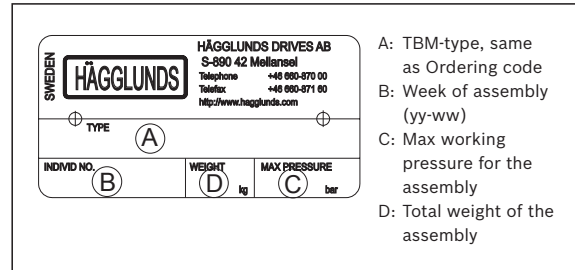 SWEDEN
HÄGGLUNDS
HÄGGLUNDS DRIVES AB
S-890 42 Mellansel
Telephone +46 660-870 00
Telefax +46 660-871 60
http://www.hagglunds.com
TYPE
A
INDIVID NO.
B
WEIGHT
D
kg
MAX PRESSURE
C
bar
A: TBM-type, same
as Ordering code
B: Week of assembly
(yy-ww)
C: Max working
pressure for the
assembly
D: Total weight of the
assembly